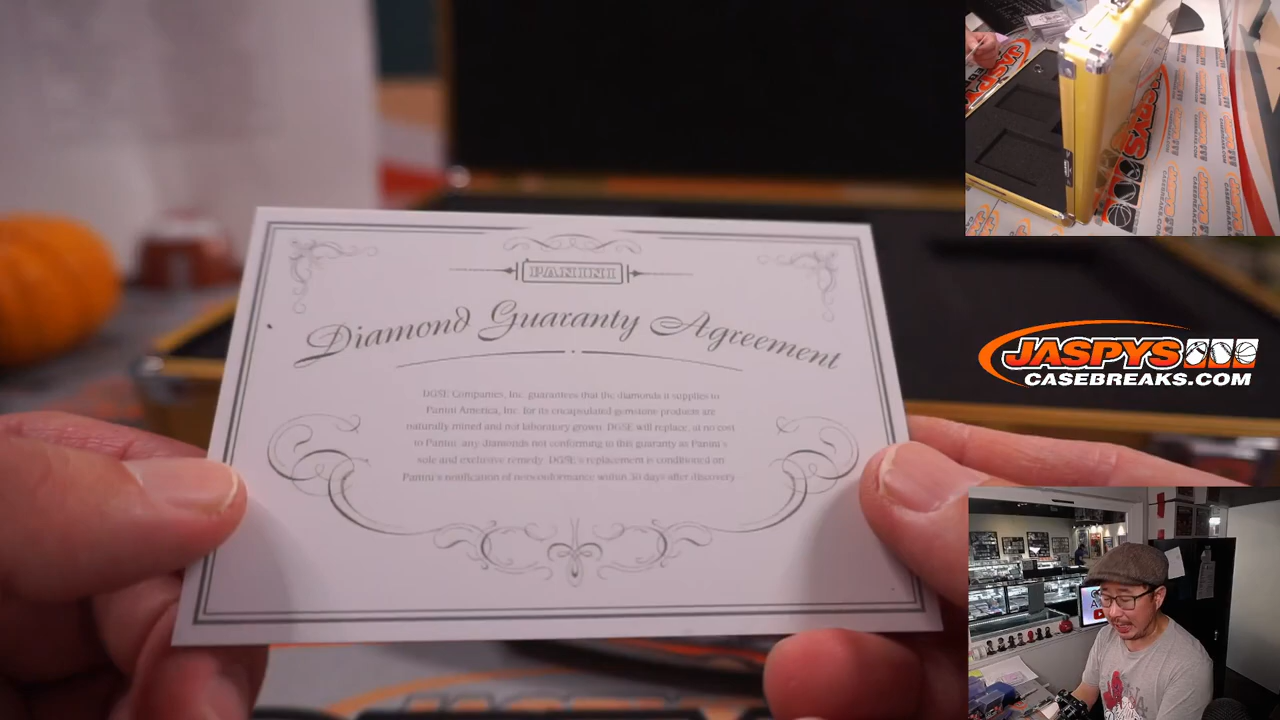 PANINI
Diamond Guaranty Agreement
DGSE Companies, Inc. guarantees that the diamonds it supplies to
Panini America, Inc. for its encapsulated gemstone products are
naturally mined and not laboratory grown. DGSE will replace, at no cost
to Panini, any diamonds not conforming to this guaranty as Panini's
sole and exclusive remedy. DGSE's replacement is conditioned on
Panini's notification of nonconformance within 30 days after discovery
JASPYS
CASEBREAKS.COM